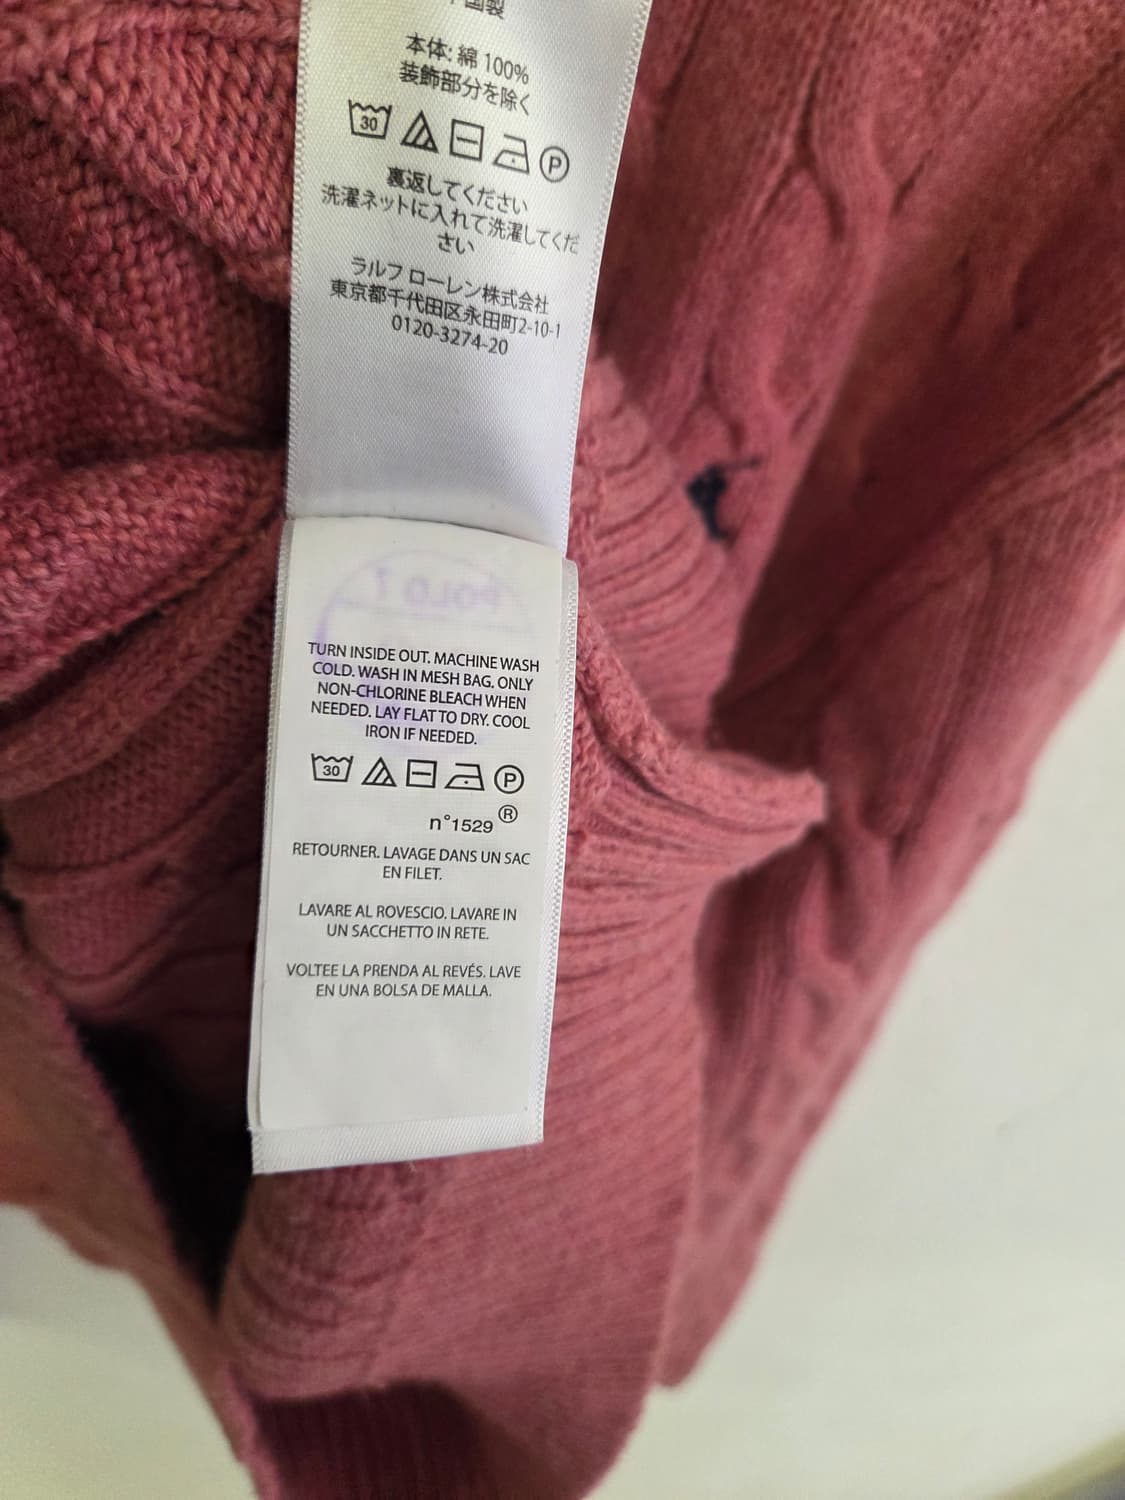 国製
本体: 綿 100%
装飾部分を除く
30 P
裏返してください
洗濯ネットに入れて洗濯してくだ
さい
ラルフ ローレン株式会社
東京都千代田区永田町2-10-1
0120-3274-20
POLO
TURN INSIDE OUT. MACHINE WASH
COLD. WASH IN MESH BAG. ONLY
NON-CHLORINE BLEACH WHEN
NEEDED. LAY FLAT TO DRY. COOL
IRON IF NEEDED.
30 P
n°1529 ®
RETOURNER. LAVAGE DANS UN SAC
EN FILET.
LAVARE AL ROVESCIO. LAVARE IN
UN SACCHETTO IN RETE.
VOLTEE LA PRENDA AL REVÉS. LAVE
EN UNA BOLSA DE MALLA.